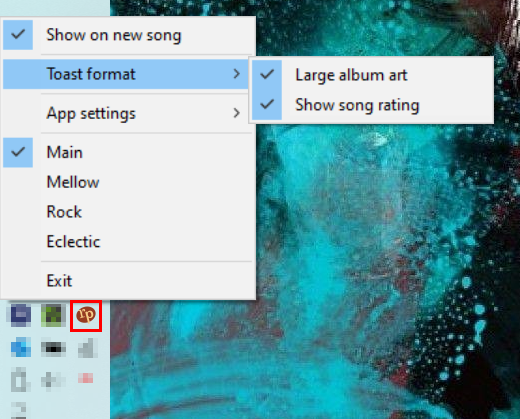 Show on new song
Toast format
Large album art
Show song rating
App settings
Main
Mellow
Rock
Eclectic
Exit
rp